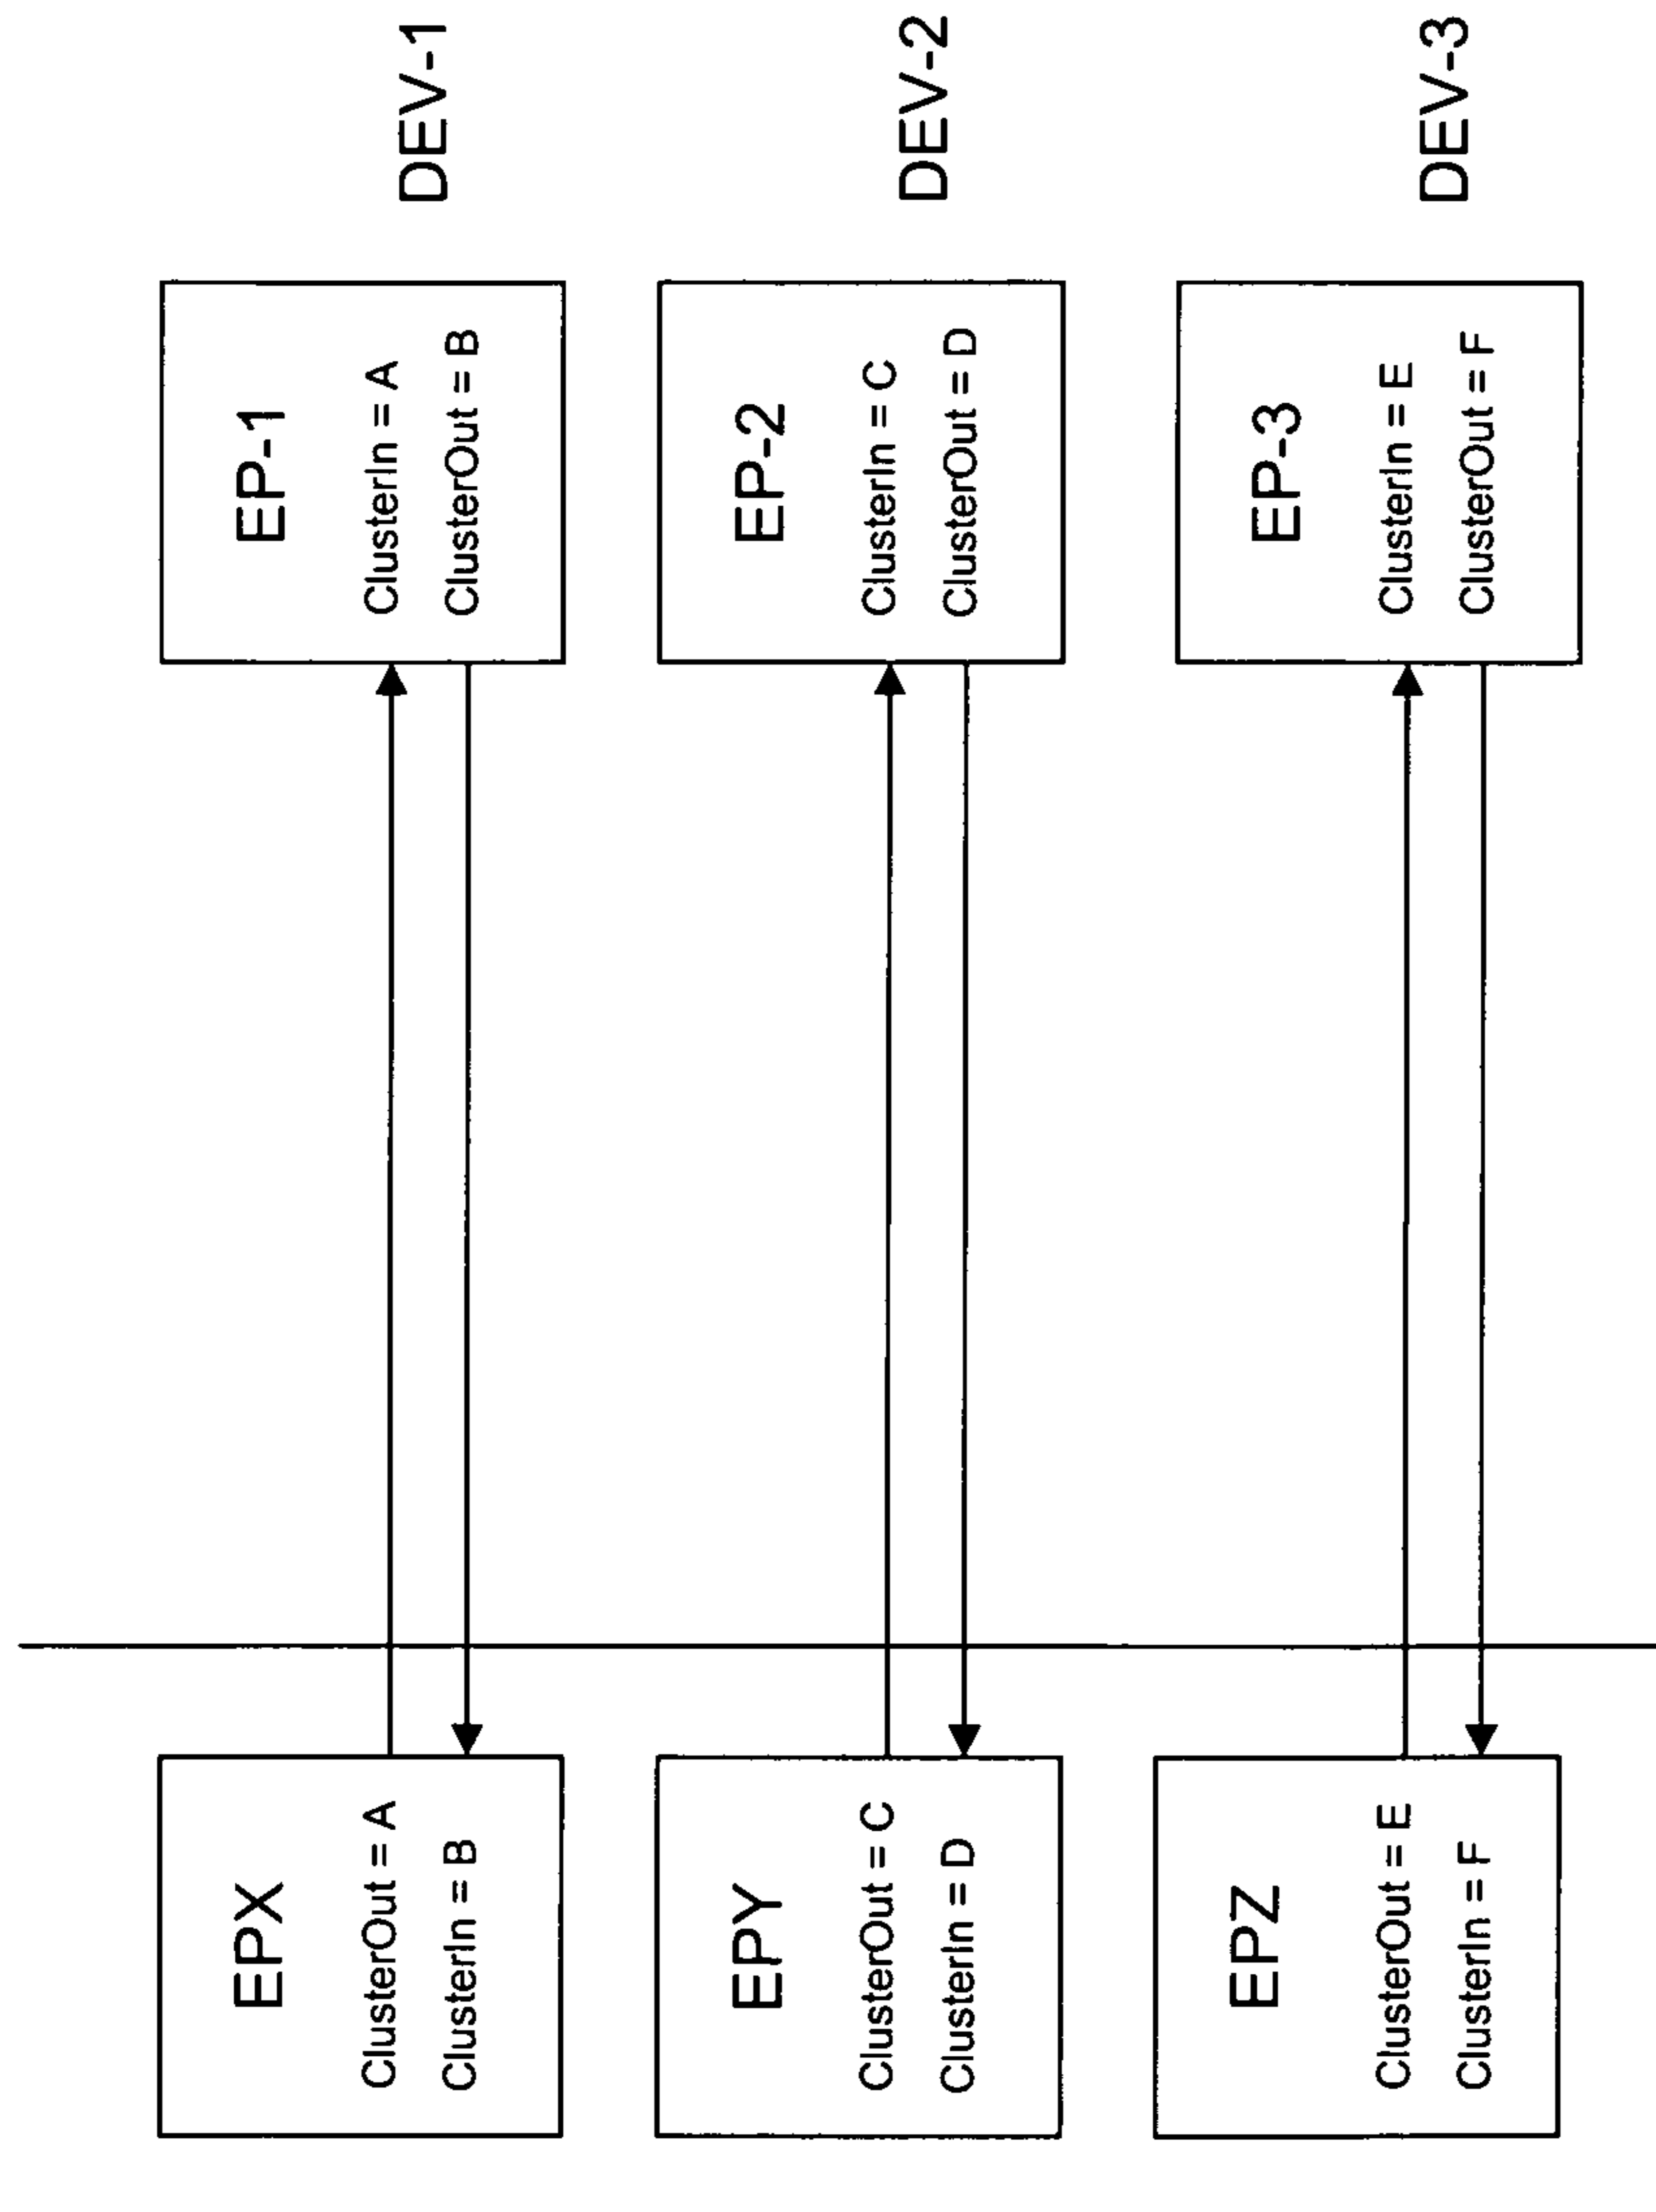 EPX
ClusterOut = A
ClusterIn = B
EP-1
ClusterIn = A
ClusterOut = B
DEV-1
EPY
ClusterOut = C
ClusterIn = D
EP-2
ClusterIn = C
ClusterOut = D
DEV-2
EPZ
ClusterOut = E
ClusterIn = F
EP-3
ClusterIn = E
ClusterOut = F
DEV-3